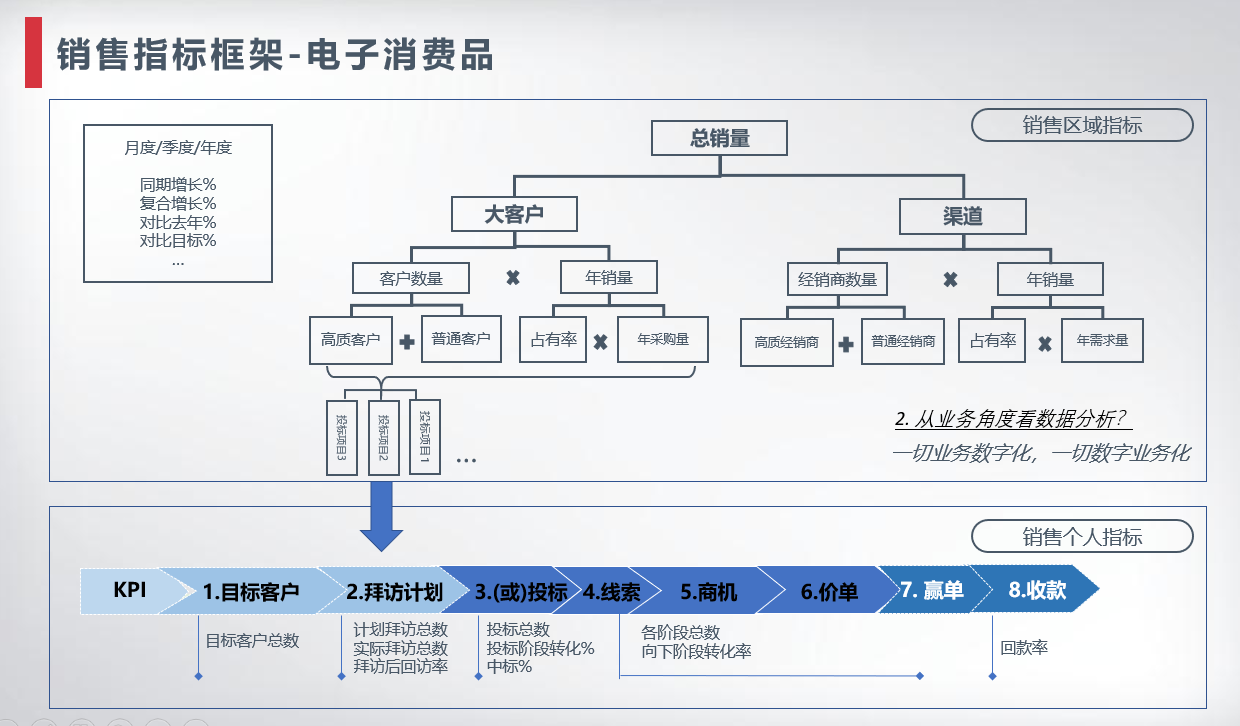 销售指标框架-电子消费品
销售区域指标
月度/季度/年度
同期增长%
复合增长%
对比去年%
对比目标%
...
总销量
大客户
渠道
客户数量
年销量
经销商数量
年销量
高质客户
普通客户
占有率
年采购量
高质经销商
普通经销商
占有率
年需求量
投标项目3
投标项目2
投标项目1
...
2. 从业务角度看数据分析?
一切业务数字化，一切数字业务化
销售个人指标
KPI
1.目标客户
2.拜访计划
3.(或)投标
4.线索
5.商机
6.价单
7. 赢单
8.收款
目标客户总数
计划拜访总数
实际拜访总数
拜访后回访率
投标总数
投标阶段转化%
中标%
各阶段总数
向下阶段转化率
回款率